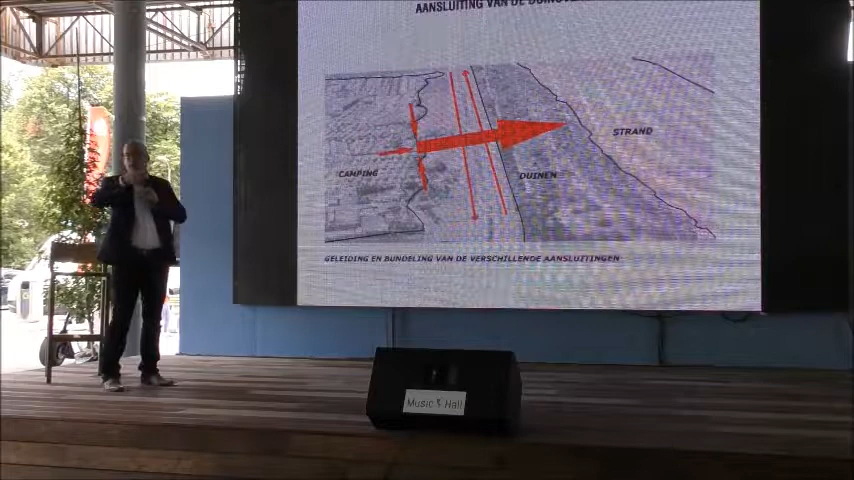 AANSLUITING VAN DE
STRAND
CAMPING
DUINEN
GELEIDING EN BUNDELING VAN DE VERSCHILLENDE AANSLUITINGEN
Music Hall